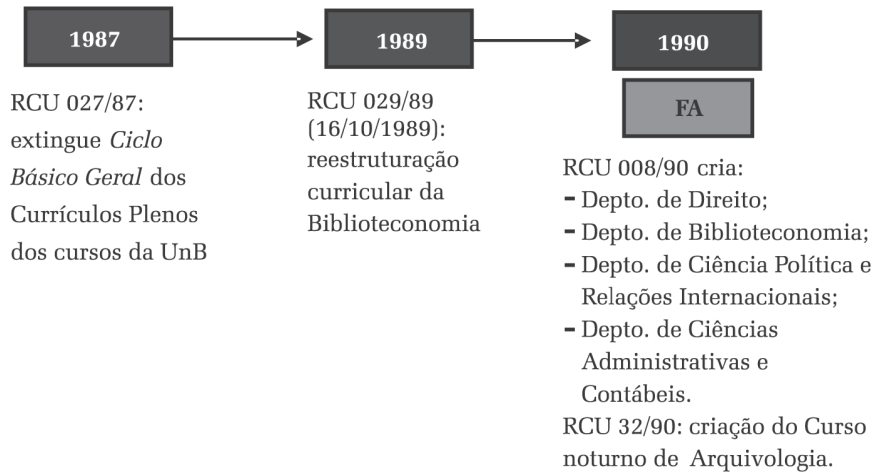 1987
RCU 027/87:
extingue Ciclo
Básico Geral dos
Currículos Plenos
dos cursos da UnB
1989
RCU 029/89
(16/10/1989):
reestruturação
curricular da
Biblioteconomia
1990
FA
RCU 008/90 cria:
- Depto. de Direito;
- Depto. de Biblioteconomia;
- Depto. de Ciência Política e
Relações Internacionais;
- Depto. de Ciências
Administrativas e
Contábeis.
RCU 32/90: criação do Curso
noturno de Arquivologia.